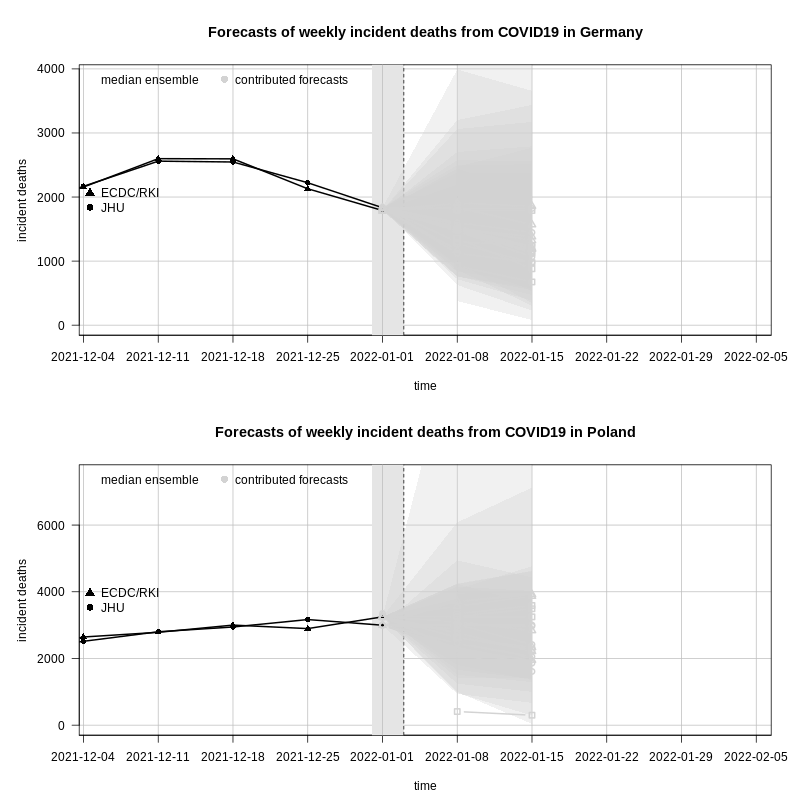 Forecasts of weekly incident deaths from COVID19 in Germany
median ensemble contributed forecasts
4000
3000
2000
1000
0
incident deaths
ECDC/RKI
JHU
2021-12-04 2021-12-11 2021-12-18 2021-12-25 2022-01-01 2022-01-08 2022-01-15 2022-01-22 2022-01-29 2022-02-05
time
Forecasts of weekly incident deaths from COVID19 in Poland
median ensemble contributed forecasts
6000
4000
2000
0
incident deaths
ECDC/RKI
JHU
2021-12-04 2021-12-11 2021-12-18 2021-12-25 2022-01-01 2022-01-08 2022-01-15 2022-01-22 2022-01-29 2022-02-05
time